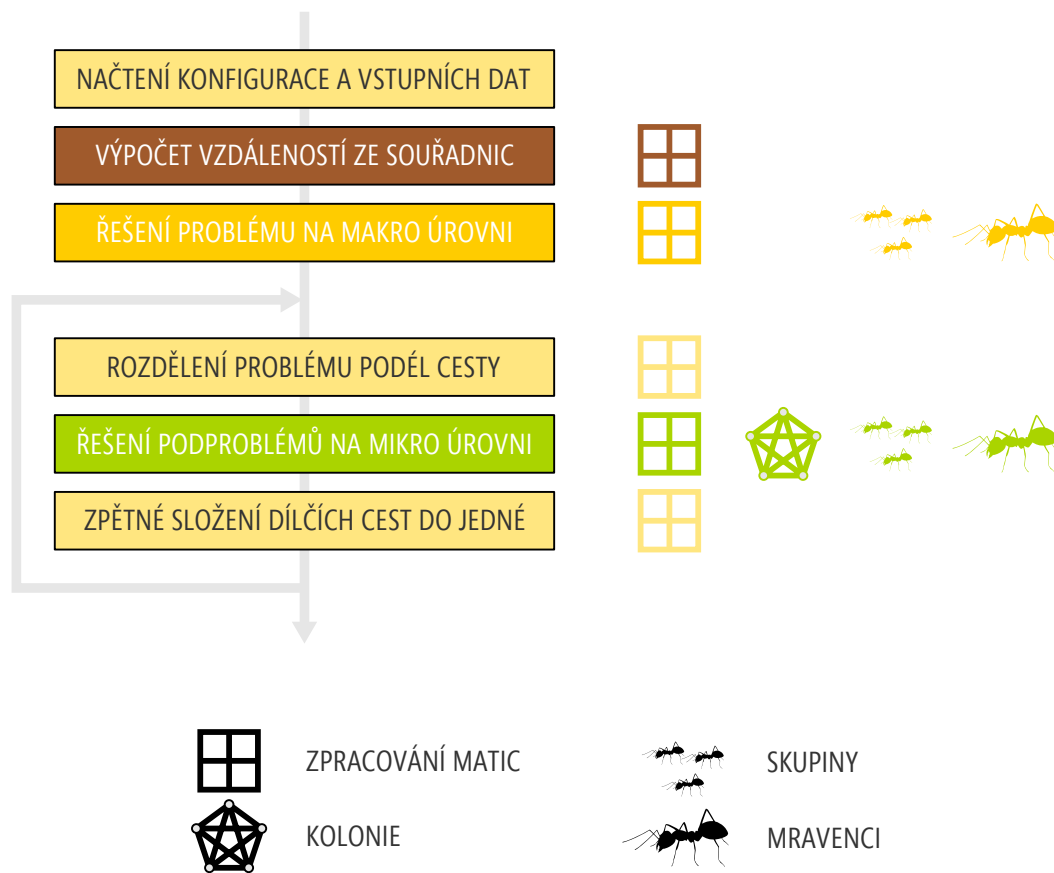 NAČTENÍ KONFIGURACE A VSTUPNÍCH DAT
VÝPOČET VZDÁLENOSTÍ ZE SOUŘADNIC
ŘEŠENÍ PROBLÉMU NA MAKRO ÚROVNI
ROZDĚLENÍ PROBLÉMU PODÉL CESTY
ŘEŠENÍ PODPROBLÉMŮ NA MIKRO ÚROVNI
ZPĚTNÉ SLOŽENÍ DÍLČÍCH CEST DO JEDNÉ
ZPRACOVÁNÍ MATIC
SKUPINY
KOLONIE
MRAVENCI